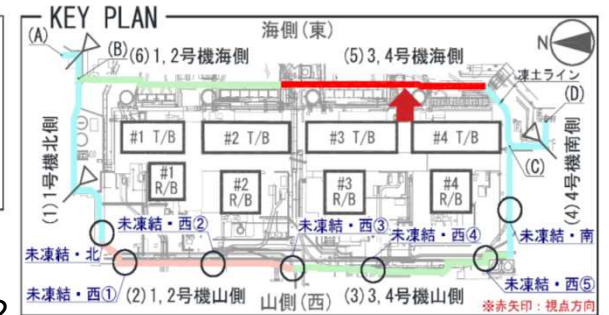 KEY PLAN
海側(東)
(A)
(B)
(6)1,2号機海側
(5)3,4号機海側
N
凍土ライン
(D)
#1 T/B
#2 T/B
#3 T/B
#4 T/B
(C)
(1)1号機北側
#1
R/B
#2
R/B
#3
R/B
#4
R/B
(4)4号機南側
未凍結・西②
未凍結・西③
未凍結・西④
未凍結・南
未凍結・北
未凍結・西①
(2)1,2号機山側
山側(西)
(3)3,4号機山側
未凍結・西⑤
※赤矢印：視点方向